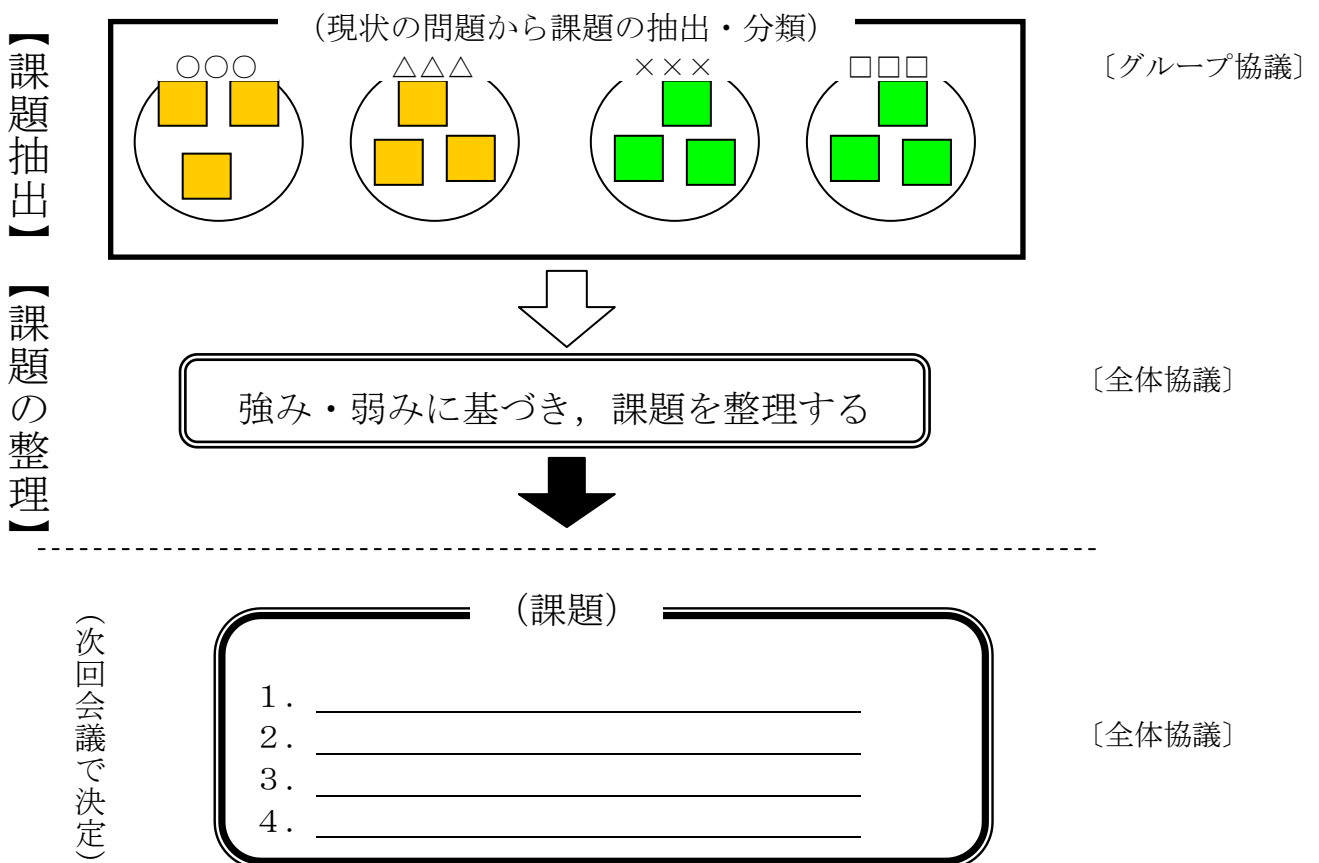 【課題抽出】
（現状の問題から課題の抽出・分類）
○○○
△△△
×××
□□□
〔グループ協議〕
【課題の整理】
強み・弱みに基づき，課題を整理する
〔全体協議〕
（次回会議で決定）
（課題）
１．
２．
３．
４．
〔全体協議〕